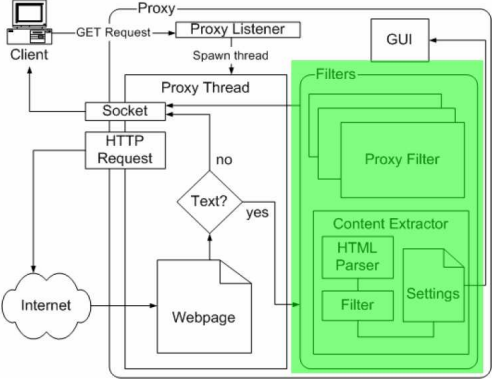 Proxy
GET Request
Proxy Listener
Client
Spawn thread
GUI
Proxy Thread
Filters
Socket
HTTP
Request
Proxy Filter
no
Text?
yes
Content Extractor
HTML
Parser
Filter
Settings
Internet
Webpage